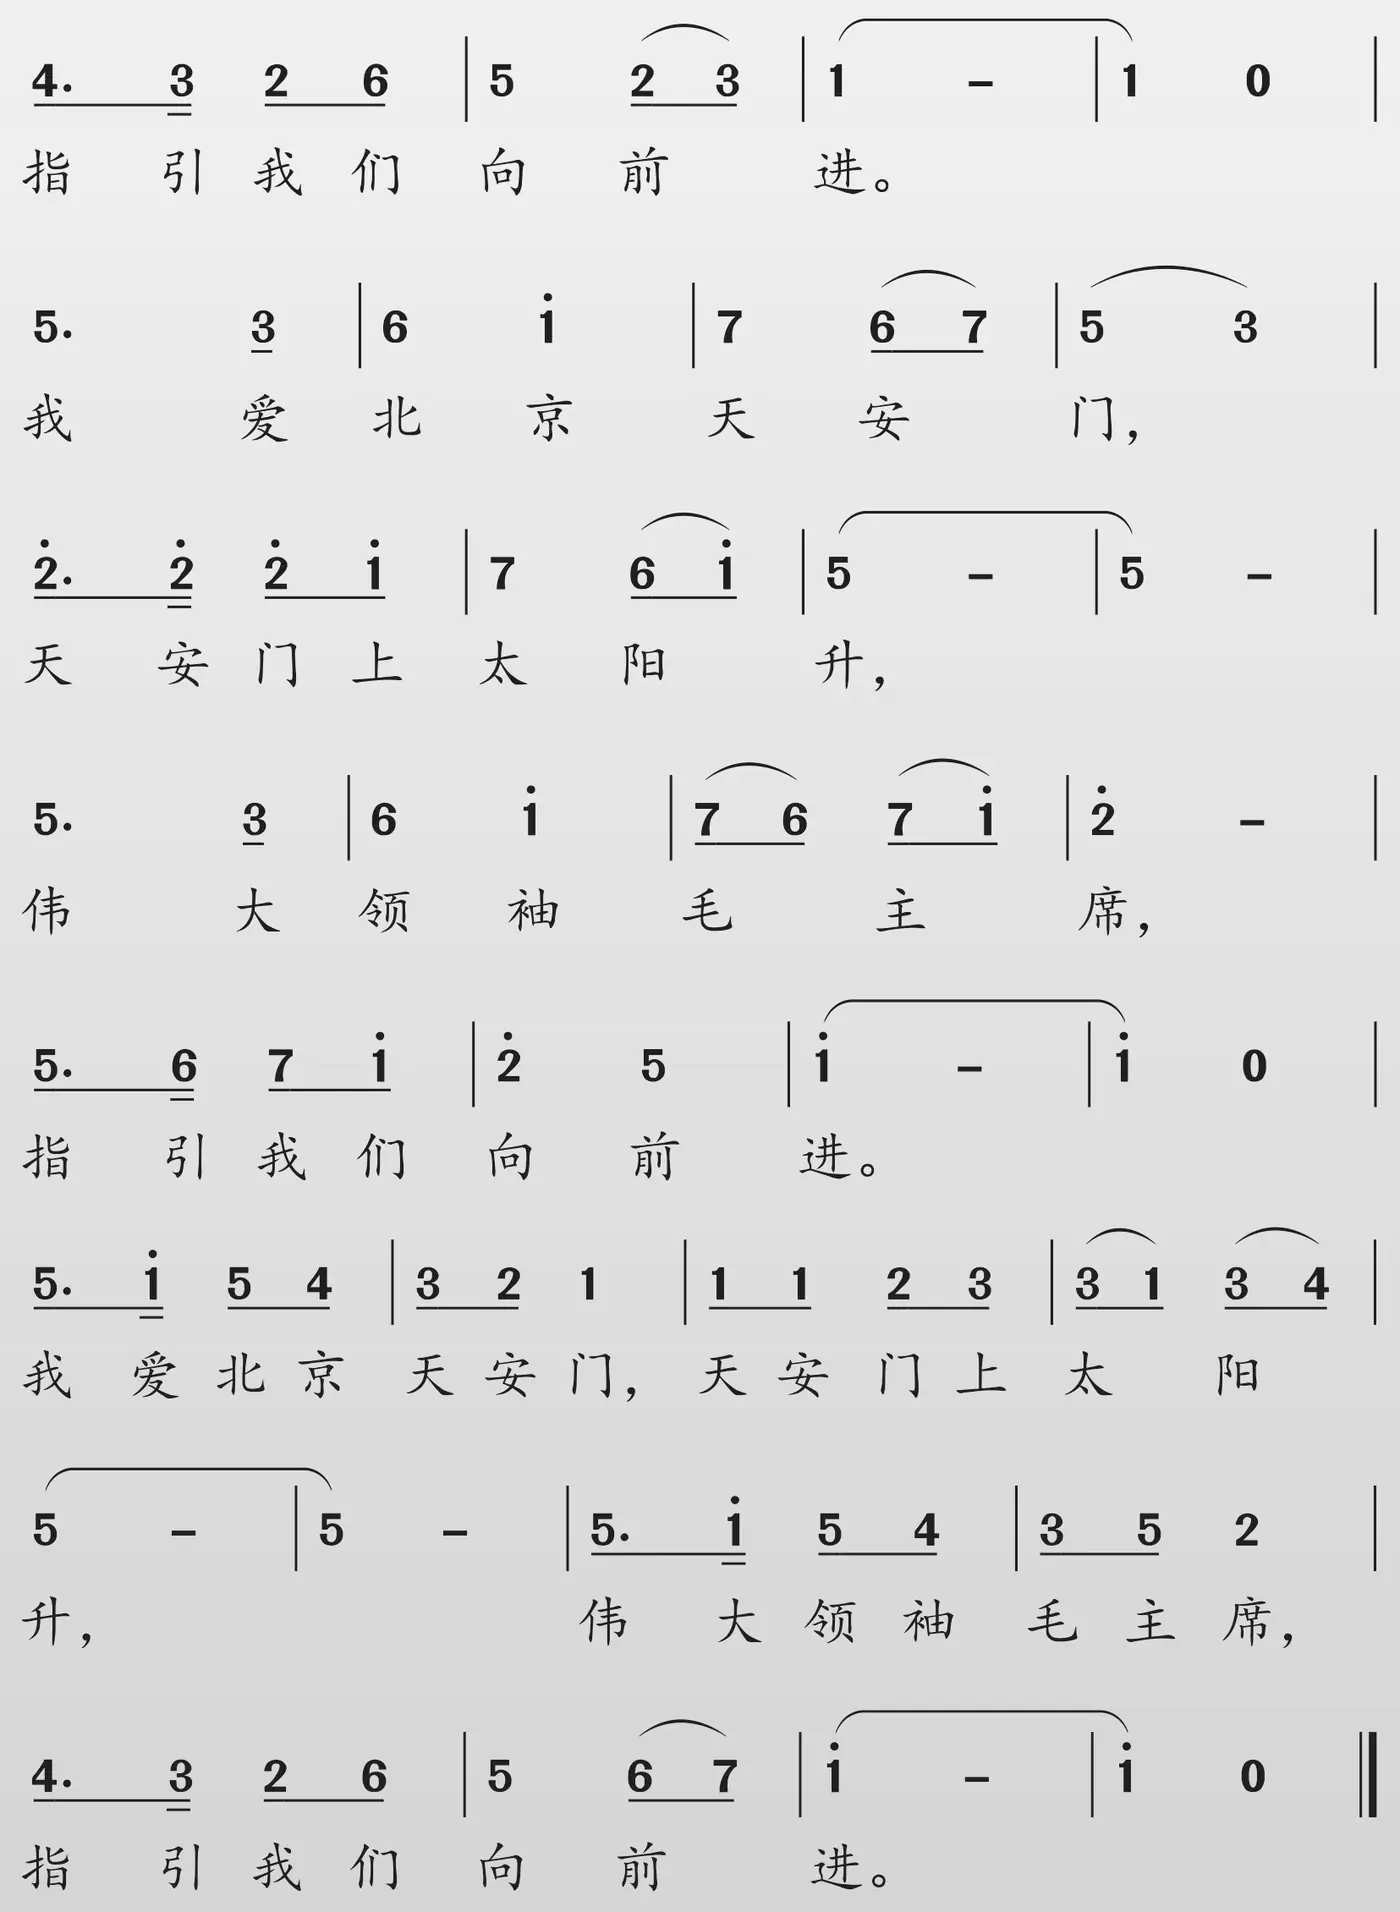 4. 3 2 6 | 5 2 3 | 1 – | 1 0 |
指 引 我 们 向 前 进。
5. 3 | 6 i | 7 6 7 | 5 3 |
我 爱 北 京 天 安 门，
2̇. 2̇ 2̇ i | 7 6 i | 5 – | 5 – |
天 安 门 上 太 阳 升，
5. 3 | 6 i | 7 6 7 i | 2̇ – |
伟 大 领 袖 毛 主 席，
5. 6 7 i | 2̇ 5 | i – | i 0 |
指 引 我 们 向 前 进。
5. i 5 4 | 3 2 1 | 1 1 2 3 | 3 1 3 4 |
我 爱 北 京 天 安 门， 天 安 门 上 太 阳
5 – | 5 – | 5. i 5 4 | 3 5 2 |
升， 伟 大 领 袖 毛 主 席，
4. 3 2 6 | 5 6 7 | i – | i 0 ‖
指 引 我 们 向 前 进。